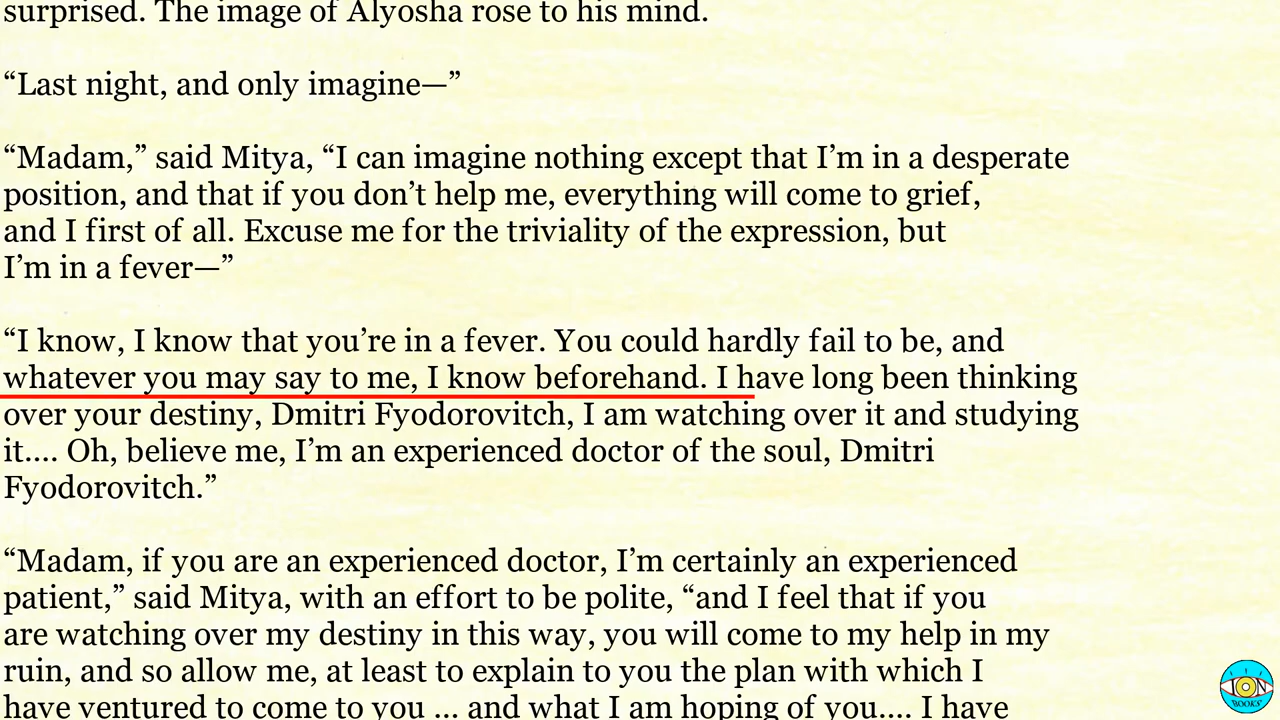 surprised. The image of Alyosha rose to his mind.
“Last night, and only imagine—”
“Madam,” said Mitya, “I can imagine nothing except that I’m in a desperate
position, and that if you don’t help me, everything will come to grief,
and I first of all. Excuse me for the triviality of the expression, but
I’m in a fever—”
“I know, I know that you’re in a fever. You could hardly fail to be, and
whatever you may say to me, I know beforehand. I have long been thinking
over your destiny, Dmitri Fyodorovitch, I am watching over it and studying
it.... Oh, believe me, I’m an experienced doctor of the soul, Dmitri
Fyodorovitch.”
“Madam, if you are an experienced doctor, I’m certainly an experienced
patient,” said Mitya, with an effort to be polite, “and I feel that if you
are watching over my destiny in this way, you will come to my help in my
ruin, and so allow me, at least to explain to you the plan with which I
have ventured to come to you ... and what I am hoping of you.... I have
ION
BOOKS